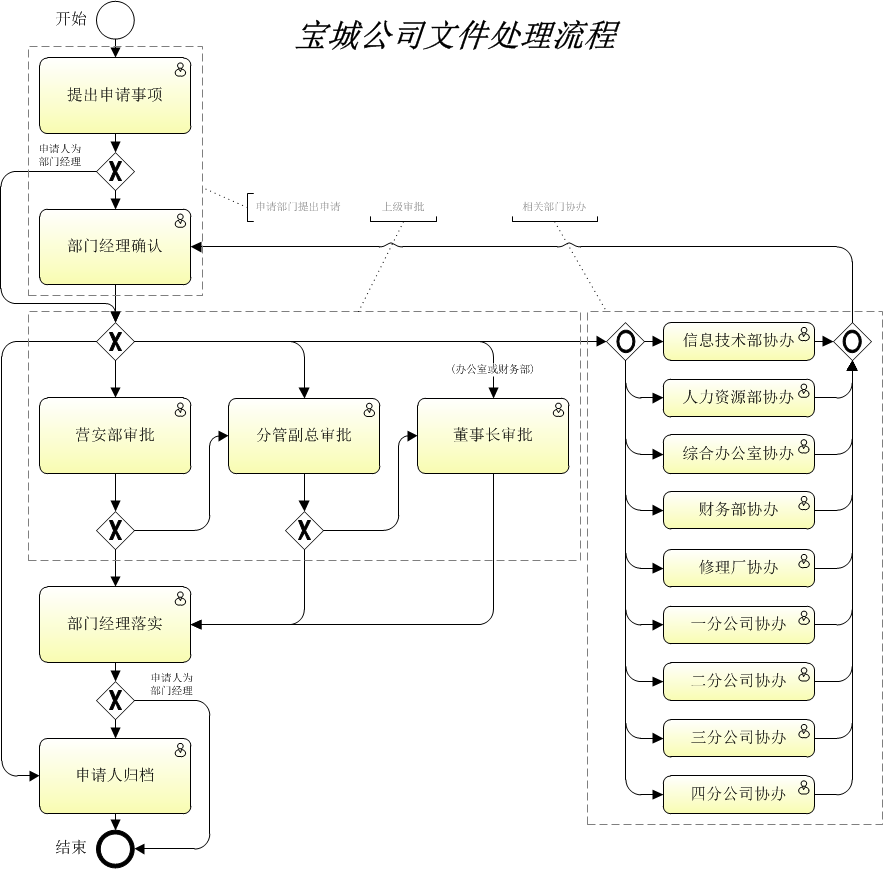 开始
宝城公司文件处理流程
提出申请事项
申请人为
部门经理
申请部门提出申请
上级审批
相关部门协办
部门经理确认
(办公室或财务部)
信息技术部协办
人力资源部协办
营安部审批
分管副总审批
董事长审批
综合办公室协办
财务部协办
修理厂协办
部门经理落实
一分公司协办
申请人为
部门经理
二分公司协办
三分公司协办
申请人归档
四分公司协办
结束